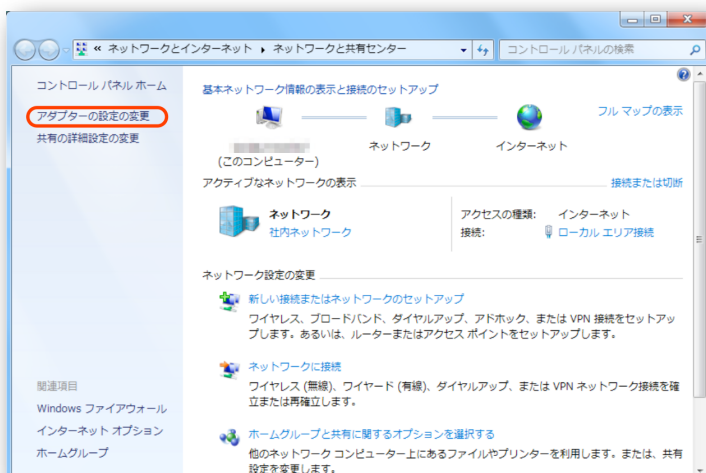 « ネットワークとインターネット ▸ ネットワークと共有センター
コントロール パネルの検索
コントロール パネル ホーム
アダプターの設定の変更
共有の詳細設定の変更
基本ネットワーク情報の表示と接続のセットアップ
フル マップの表示
ネットワーク
インターネット
(このコンピューター)
アクティブなネットワークの表示
接続または切断
ネットワーク
社内ネットワーク
アクセスの種類: インターネット
接続: ローカル エリア接続
ネットワーク設定の変更
新しい接続またはネットワークのセットアップ
ワイヤレス、ブロードバンド、ダイヤルアップ、アドホック、または VPN 接続をセットアッ
プします。あるいは、ルーターまたはアクセス ポイントをセットアップします。
ネットワークに接続
ワイヤレス (無線)、ワイヤード (有線)、ダイヤルアップ、または VPN ネットワーク接続を確
立または再確立します。
ホームグループと共有に関するオプションを選択する
他のネットワーク コンピューター上にあるファイルやプリンターを利用します。または、共有
設定を変更します。
関連項目
Windows ファイアウォール
インターネット オプション
ホームグループ